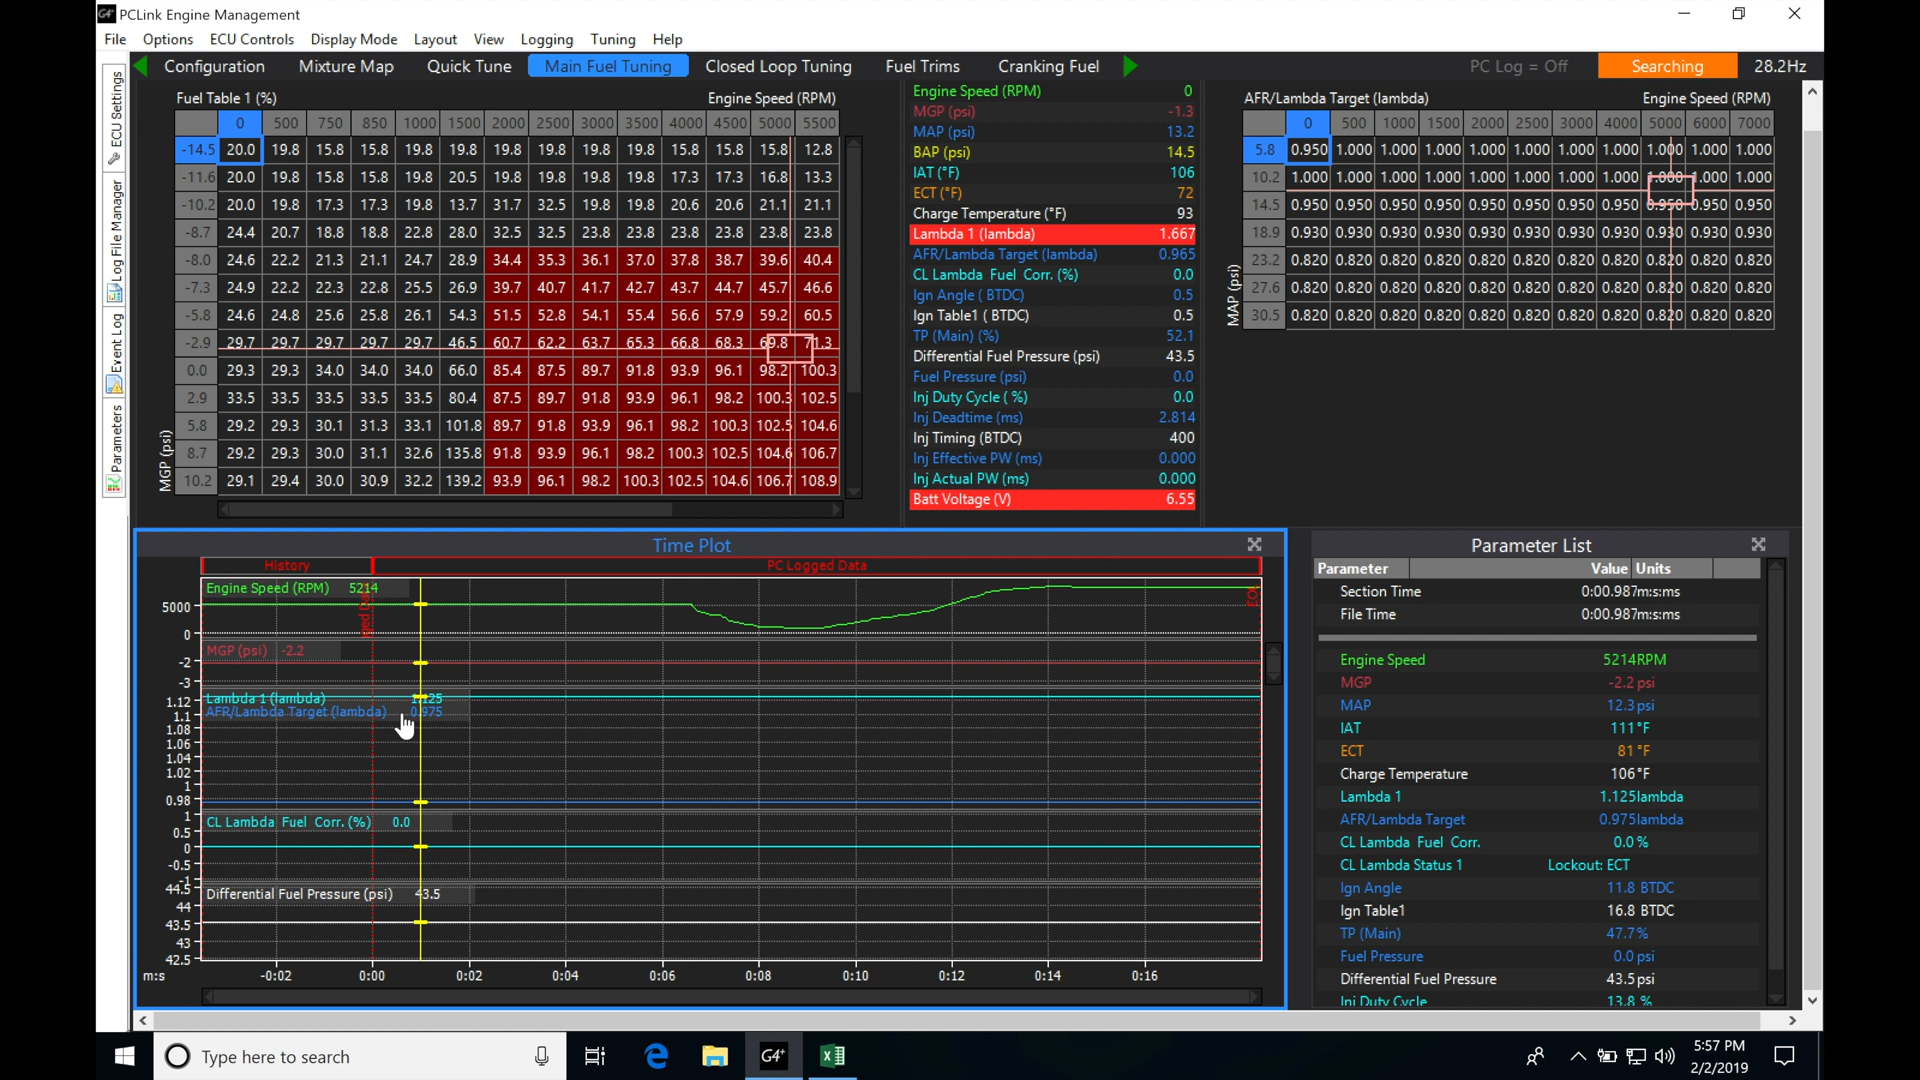 G4+ PCLink Engine Management
File Options ECU Controls Display Mode Layout View Logging Tuning Help
Configuration Mixture Map Quick Tune Main Fuel Tuning Closed Loop Tuning Fuel Trims Cranking Fuel PC Log = Off Searching 28.2Hz
ECU Settings
Log File Manager
Event Log
Parameters
Fuel Table 1 (%) Engine Speed (RPM)
0 500 750 850 1000 1500 2000 2500 3000 3500 4000 4500 5000 5500
-14.5 20.0 19.8 15.8 15.8 19.8 19.8 19.8 19.8 19.8 19.8 15.8 15.8 15.8 12.8
-11.6 20.0 19.8 15.8 15.8 19.8 20.5 19.8 19.8 19.8 19.8 17.3 17.3 16.8 13.3
-10.2 20.0 19.8 17.3 17.3 19.8 13.7 31.7 32.5 19.8 19.8 20.6 20.6 21.1 21.1
-8.7 24.4 20.7 18.8 18.8 22.8 28.0 32.5 32.5 23.8 23.8 23.8 23.8 23.8 23.8
-8.0 24.6 22.2 21.3 21.1 24.7 28.9 34.4 35.3 36.1 37.0 37.8 38.7 39.6 40.4
-7.3 24.9 22.2 22.3 22.8 25.5 26.9 39.7 40.7 41.7 42.7 43.7 44.7 45.7 46.6
-5.8 24.6 24.8 25.6 25.8 26.1 54.3 51.5 52.8 54.1 55.4 56.6 57.9 59.2 60.5
-2.9 29.7 29.7 29.7 29.7 29.7 46.5 60.7 62.2 63.7 65.3 66.8 68.3 69.8 71.3
0.0 29.3 29.3 34.0 34.0 34.0 66.0 85.4 87.5 89.7 91.8 93.9 96.1 98.2 100.3
2.9 33.5 33.5 33.5 33.5 33.5 80.4 87.5 89.7 91.8 93.9 96.1 98.2 100.3 102.5
5.8 29.2 29.3 30.1 31.3 33.1 101.8 89.7 91.8 93.9 96.1 98.2 100.3 102.5 104.6
8.7 29.2 29.3 30.0 31.1 32.6 135.8 91.8 93.9 96.1 98.2 100.3 102.5 104.6 106.7
10.2 29.1 29.4 30.0 30.9 32.2 139.2 93.9 96.1 98.2 100.3 102.5 104.6 106.7 108.9
MGP (psi)
Engine Speed (RPM) 0
MGP (psi) -1.3
MAP (psi) 13.2
BAP (psi) 14.5
IAT (°F) 106
ECT (°F) 72
Charge Temperature (°F) 93
Lambda 1 (lambda) 1.667
AFR/Lambda Target (lambda) 0.965
CL Lambda Fuel Corr. (%) 0.0
Ign Angle ( BTDC) 0.5
Ign Table1 ( BTDC) 0.5
TP (Main) (%) 52.1
Differential Fuel Pressure (psi) 43.5
Fuel Pressure (psi) 0.0
Inj Duty Cycle ( %) 0.0
Inj Deadtime (ms) 2.814
Inj Timing (BTDC) 400
Inj Effective PW (ms) 0.000
Inj Actual PW (ms) 0.000
Batt Voltage (V) 6.55
AFR/Lambda Target (lambda) Engine Speed (RPM)
0 500 1000 1500 2000 2500 3000 4000 5000 6000 7000
5.8 0.950 1.000 1.000 1.000 1.000 1.000 1.000 1.000 1.000 1.000 1.000
10.2 1.000 1.000 1.000 1.000 1.000 1.000 1.000 1.000 1.000 1.000 1.000
14.5 0.950 0.950 0.950 0.950 0.950 0.950 0.950 0.950 0.950 0.950 0.950
18.9 0.930 0.930 0.930 0.930 0.930 0.930 0.930 0.930 0.930 0.930 0.930
23.2 0.820 0.820 0.820 0.820 0.820 0.820 0.820 0.820 0.820 0.820 0.820
27.6 0.820 0.820 0.820 0.820 0.820 0.820 0.820 0.820 0.820 0.820 0.820
30.5 0.820 0.820 0.820 0.820 0.820 0.820 0.820 0.820 0.820 0.820 0.820
MAP (psi)
Time Plot
History PC Logged Data
Engine Speed (RPM) 5214
5000
0
MGP (psi) -2.2
-2
-3
Lambda 1 (lambda) 1.125
AFR/Lambda Target (lambda) 0.975
1.12
1.1
1.08
1.06
1.04
1.02
1
0.98
CL Lambda Fuel Corr. (%) 0.0
1
0.5
0
-0.5
-1
Differential Fuel Pressure (psi) 43.5
44.5
44
43.5
43
42.5
m:s -0:02 0:00 0:02 0:04 0:06 0:08 0:10 0:12 0:14 0:16
Parameter List
Parameter Value Units
Section Time 0:00.987m:s:ms
File Time 0:00.987m:s:ms
Engine Speed 5214RPM
MGP -2.2 psi
MAP 12.3psi
IAT 111°F
ECT 81°F
Charge Temperature 106°F
Lambda 1 1.125lambda
AFR/Lambda Target 0.975lambda
CL Lambda Fuel Corr. 0.0%
CL Lambda Status 1 Lockout: ECT
Ign Angle 11.8 BTDC
Ign Table1 16.8 BTDC
TP (Main) 47.7%
Fuel Pressure 0.0psi
Differential Fuel Pressure 43.5psi
Inj Duty Cycle 13.8 %
Type here to search
G4+
5:57 PM
2/2/2019